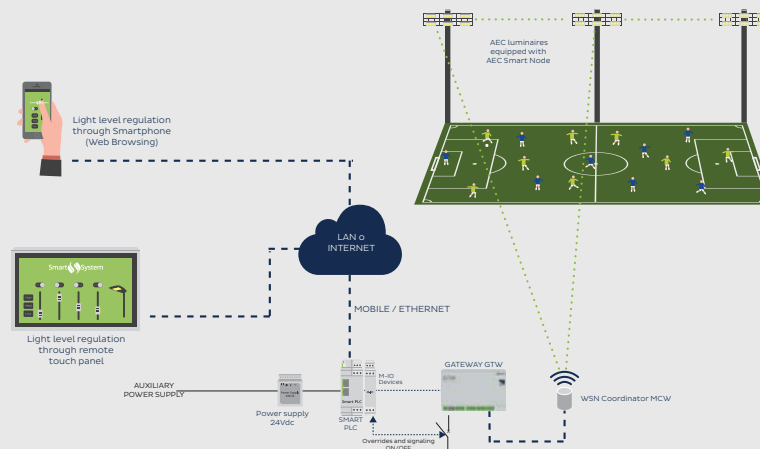 AEC luminaires
equipped with
AEC Smart Node
Light level regulation
through Smartphone
(Web Browsing)
LAN o
INTERNET
Smart System
MOBILE / ETHERNET
Light level regulation
through remote
touch panel
AUXILIARY
POWER SUPPLY
Power supply
24Vdc
Smart PLC
SMART
PLC
M-IO
Devices
GATEWAY GTW
WSN Coordinator MCW
Overrides and signaling
ON/OFF